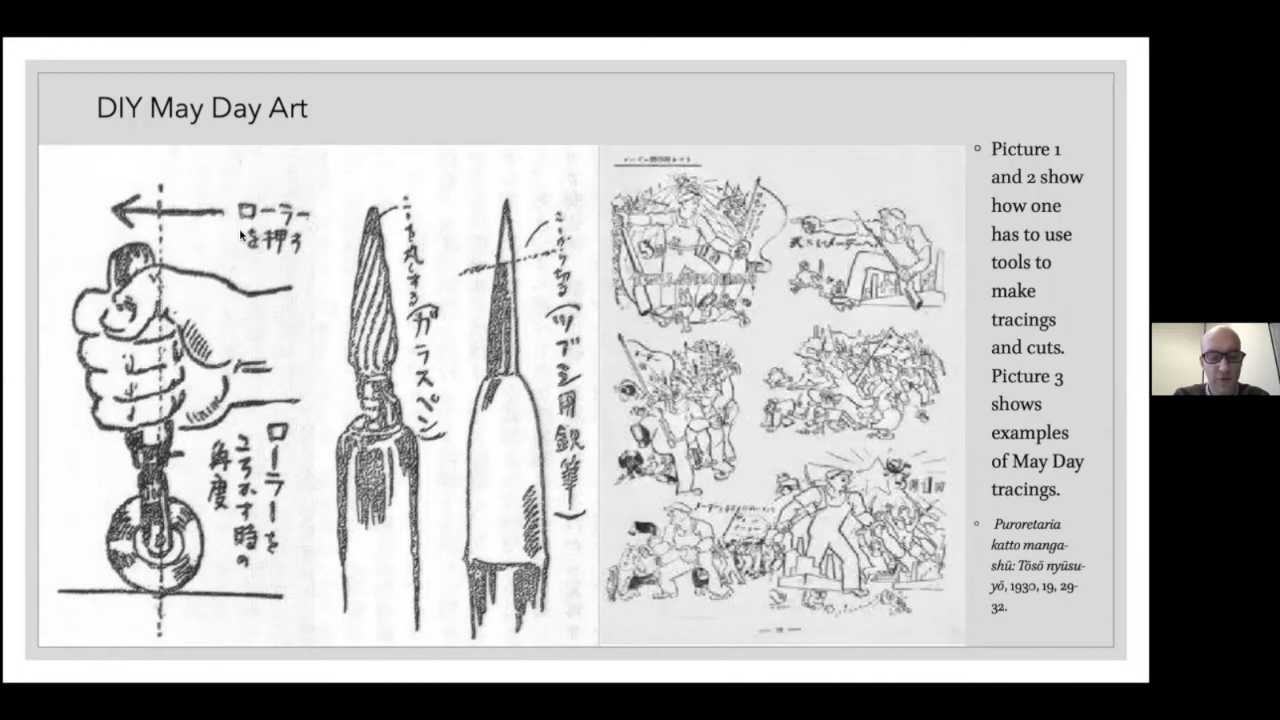 DIY May Day Art
ローラー
を押す
ローラーを
ころがす時の
角度
ここを丸くする
(ガラスペン)
ここから切る
(ツブシ用鉄筆)
Picture 1
and 2 show
how one
has to use
tools to
make
tracings
and cuts.
Picture 3
shows
examples
of May Day
tracings.
Puroretaria
katto manga-
shū: Tōsō nyūsu-
yō, 1930, 19, 29-
32.